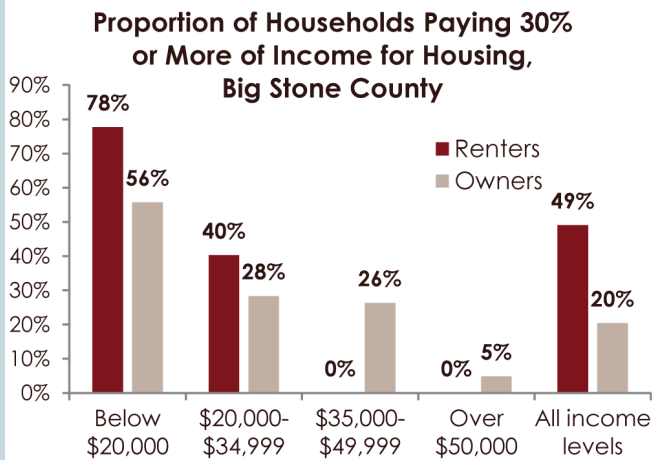 Proportion of Households Paying 30%
or More of Income for Housing,
Big Stone County
90%
80%
70%
60%
50%
40%
30%
20%
10%
0%
78%
56%
40%
28%
0%
26%
0%
5%
49%
20%
Renters
Owners
Below
$20,000
$20,000-
$34,999
$35,000-
$49,999
Over
$50,000
All income
levels